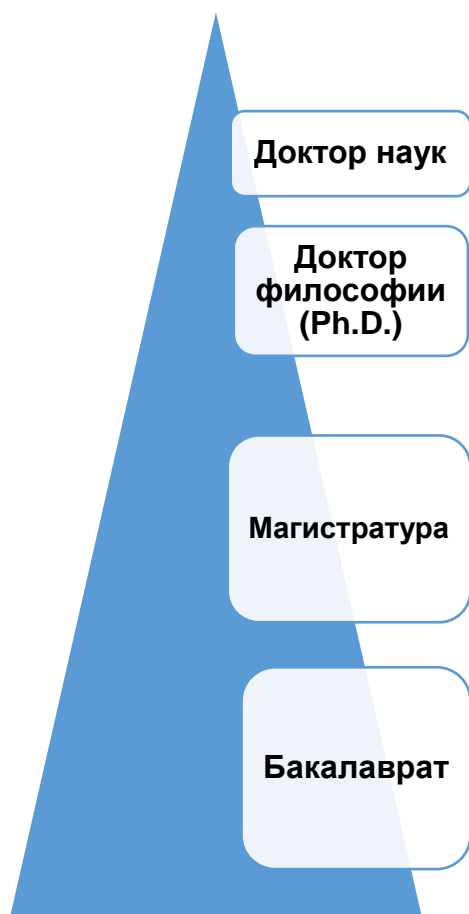 Доктор наук
Доктор
философии
(Ph.D.)
Магистратура
Бакалаврат